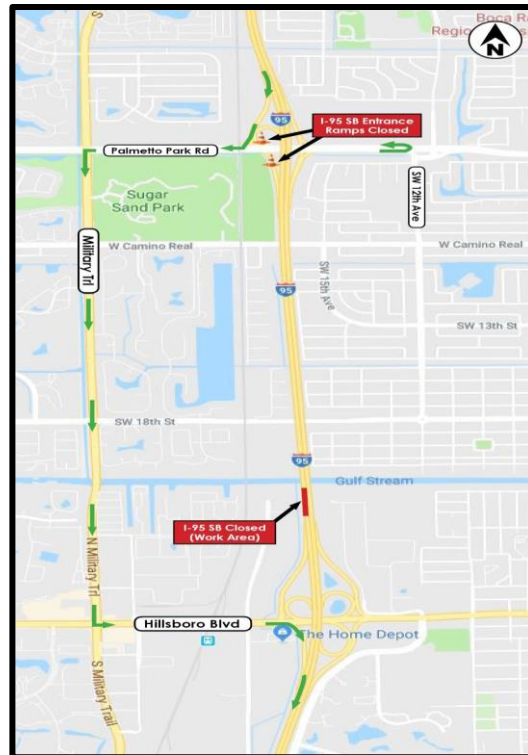 Boca R
Regio
N
S
95
I-95 SB Entrance
Ramps Closed
Palmetto Park Rd
Sugar
Sand Park
SW 12th Ave
W Camino Real
W Camino Real
Military Trl
95
SW 15th Ave
SW 13th St
SW 18th St
95
Gulf Stream
I-95 SB Closed
(Work Area)
N Military Trl
Hillsboro Blvd
The Home Depot
S Military Trail